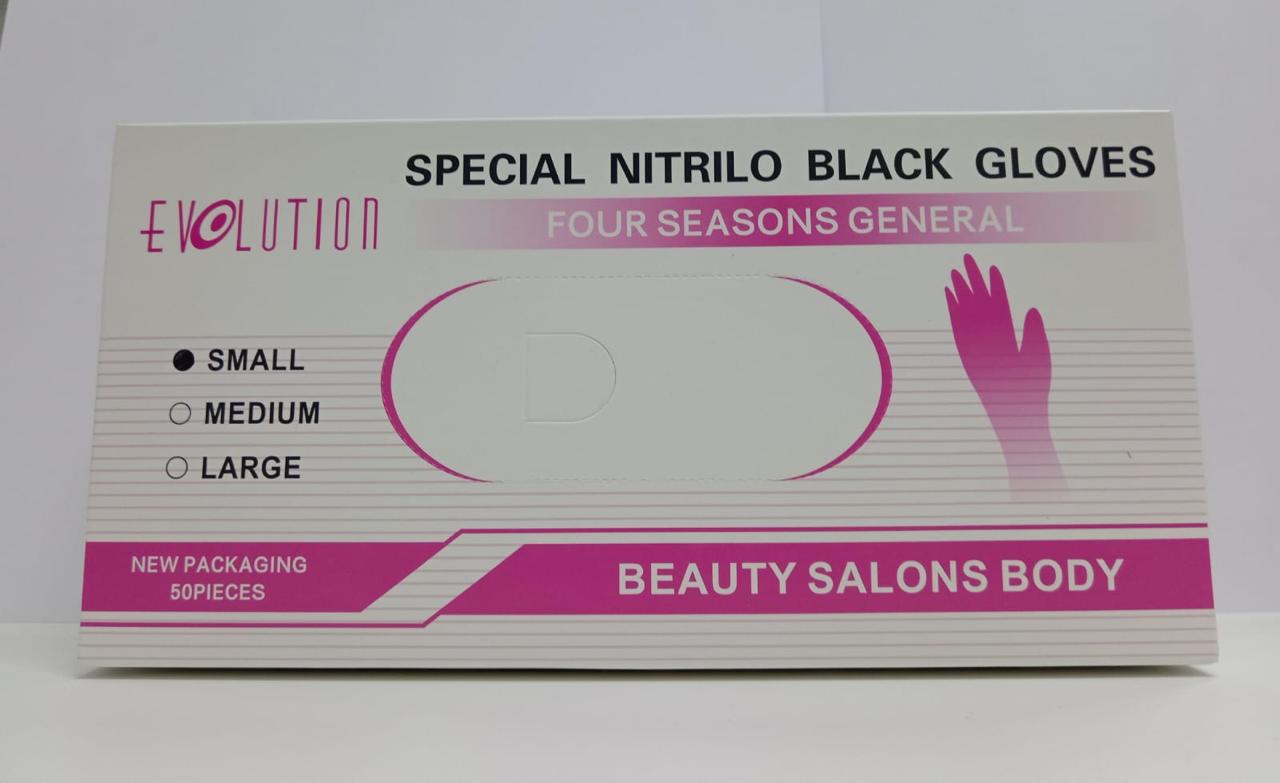 SPECIAL NITRILO BLACK GLOVES
EVOLUTION
FOUR SEASONS GENERAL
SMALL
MEDIUM
LARGE
NEW PACKAGING
50PIECES
BEAUTY SALONS BODY